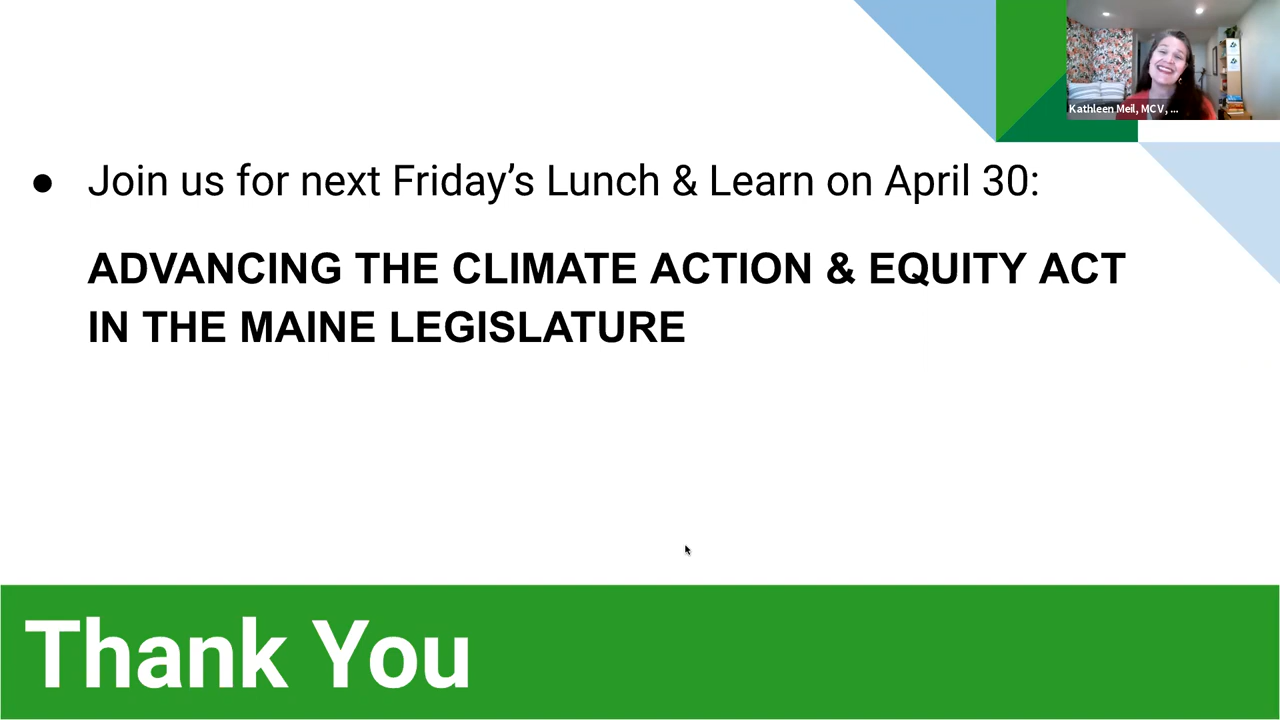 Kathleen Meil, MCV, ...
● Join us for next Friday’s Lunch & Learn on April 30:
ADVANCING THE CLIMATE ACTION & EQUITY ACT
IN THE MAINE LEGISLATURE
Thank You